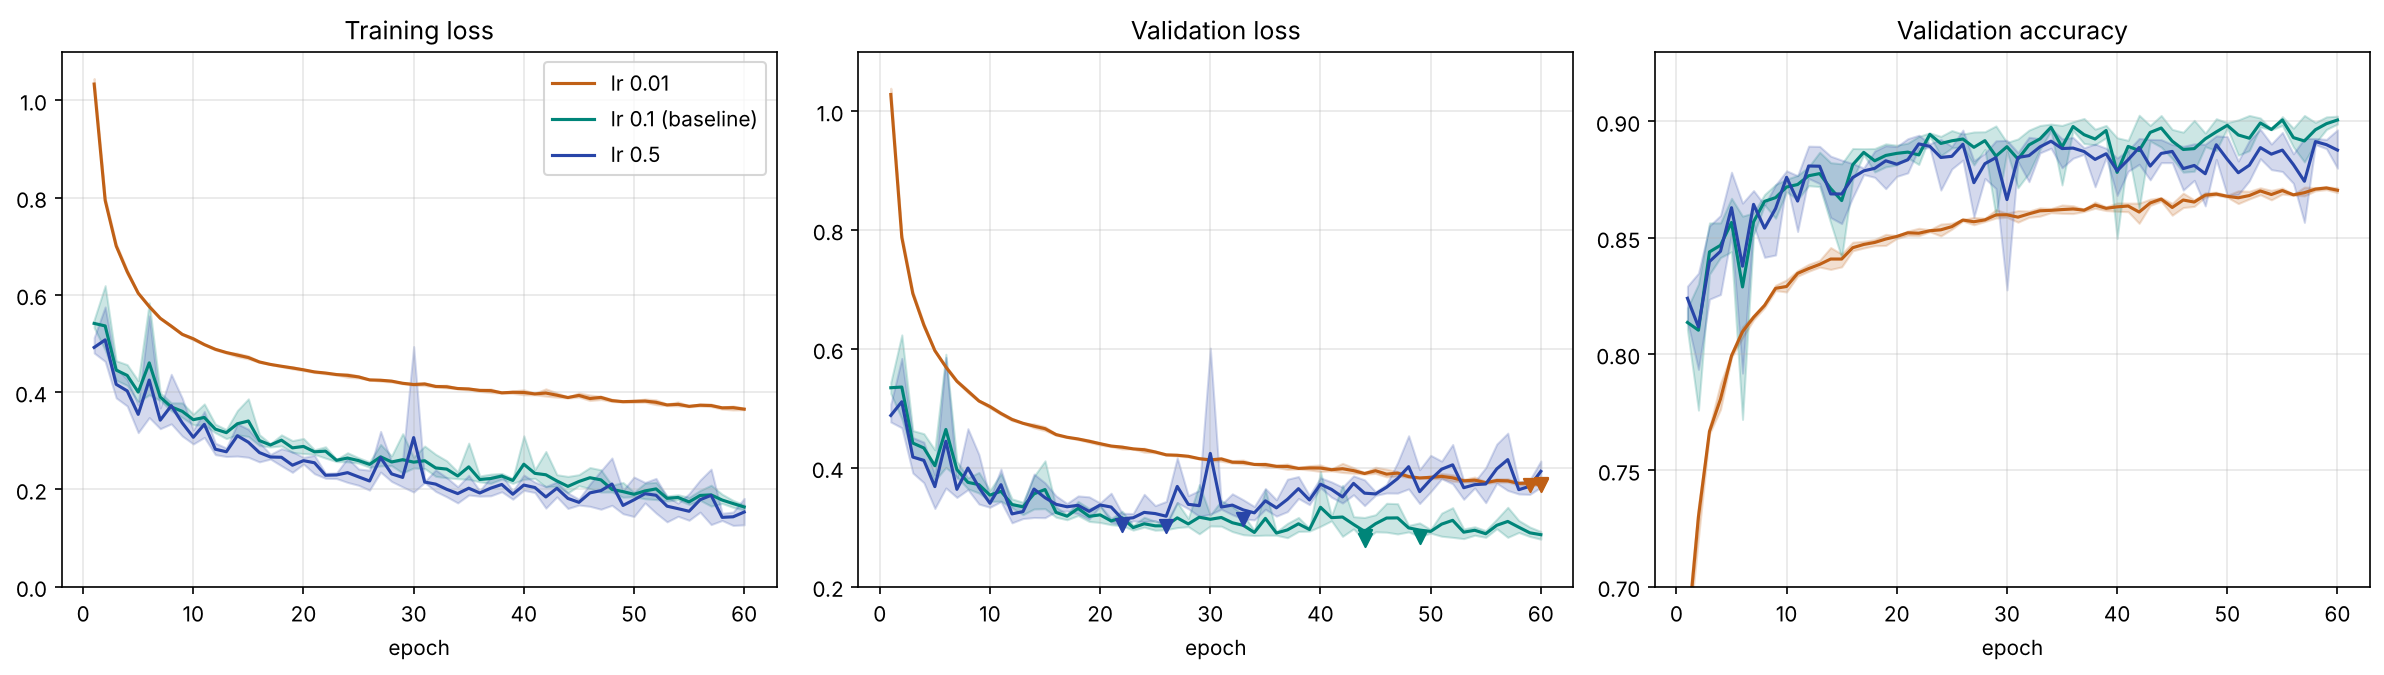 Training loss
1.0
0.8
0.6
0.4
0.2
0.0
0 10 20 30 40 50 60
epoch
lr 0.01
lr 0.1 (baseline)
lr 0.5
Validation loss
1.0
0.8
0.6
0.4
0.2
0 10 20 30 40 50 60
epoch
Validation accuracy
0.90
0.85
0.80
0.75
0.70
0 10 20 30 40 50 60
epoch